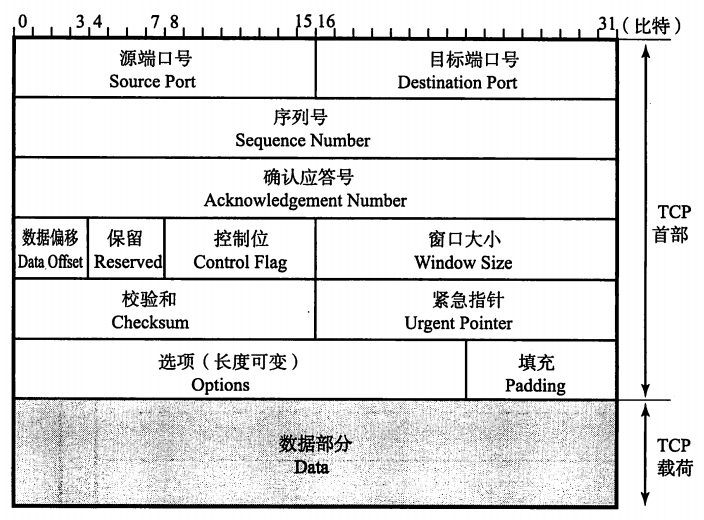 0 3 4 7 8 15 16 31 (比特)
源端口号
Source Port
目标端口号
Destination Port
序列号
Sequence Number
确认应答号
Acknowledgement Number
数据偏移
Data Offset
保留
Reserved
控制位
Control Flag
窗口大小
Window Size
校验和
Checksum
紧急指针
Urgent Pointer
选项(长度可变)
Options
填充
Padding
TCP
首部
数据部分
Data
TCP
载荷